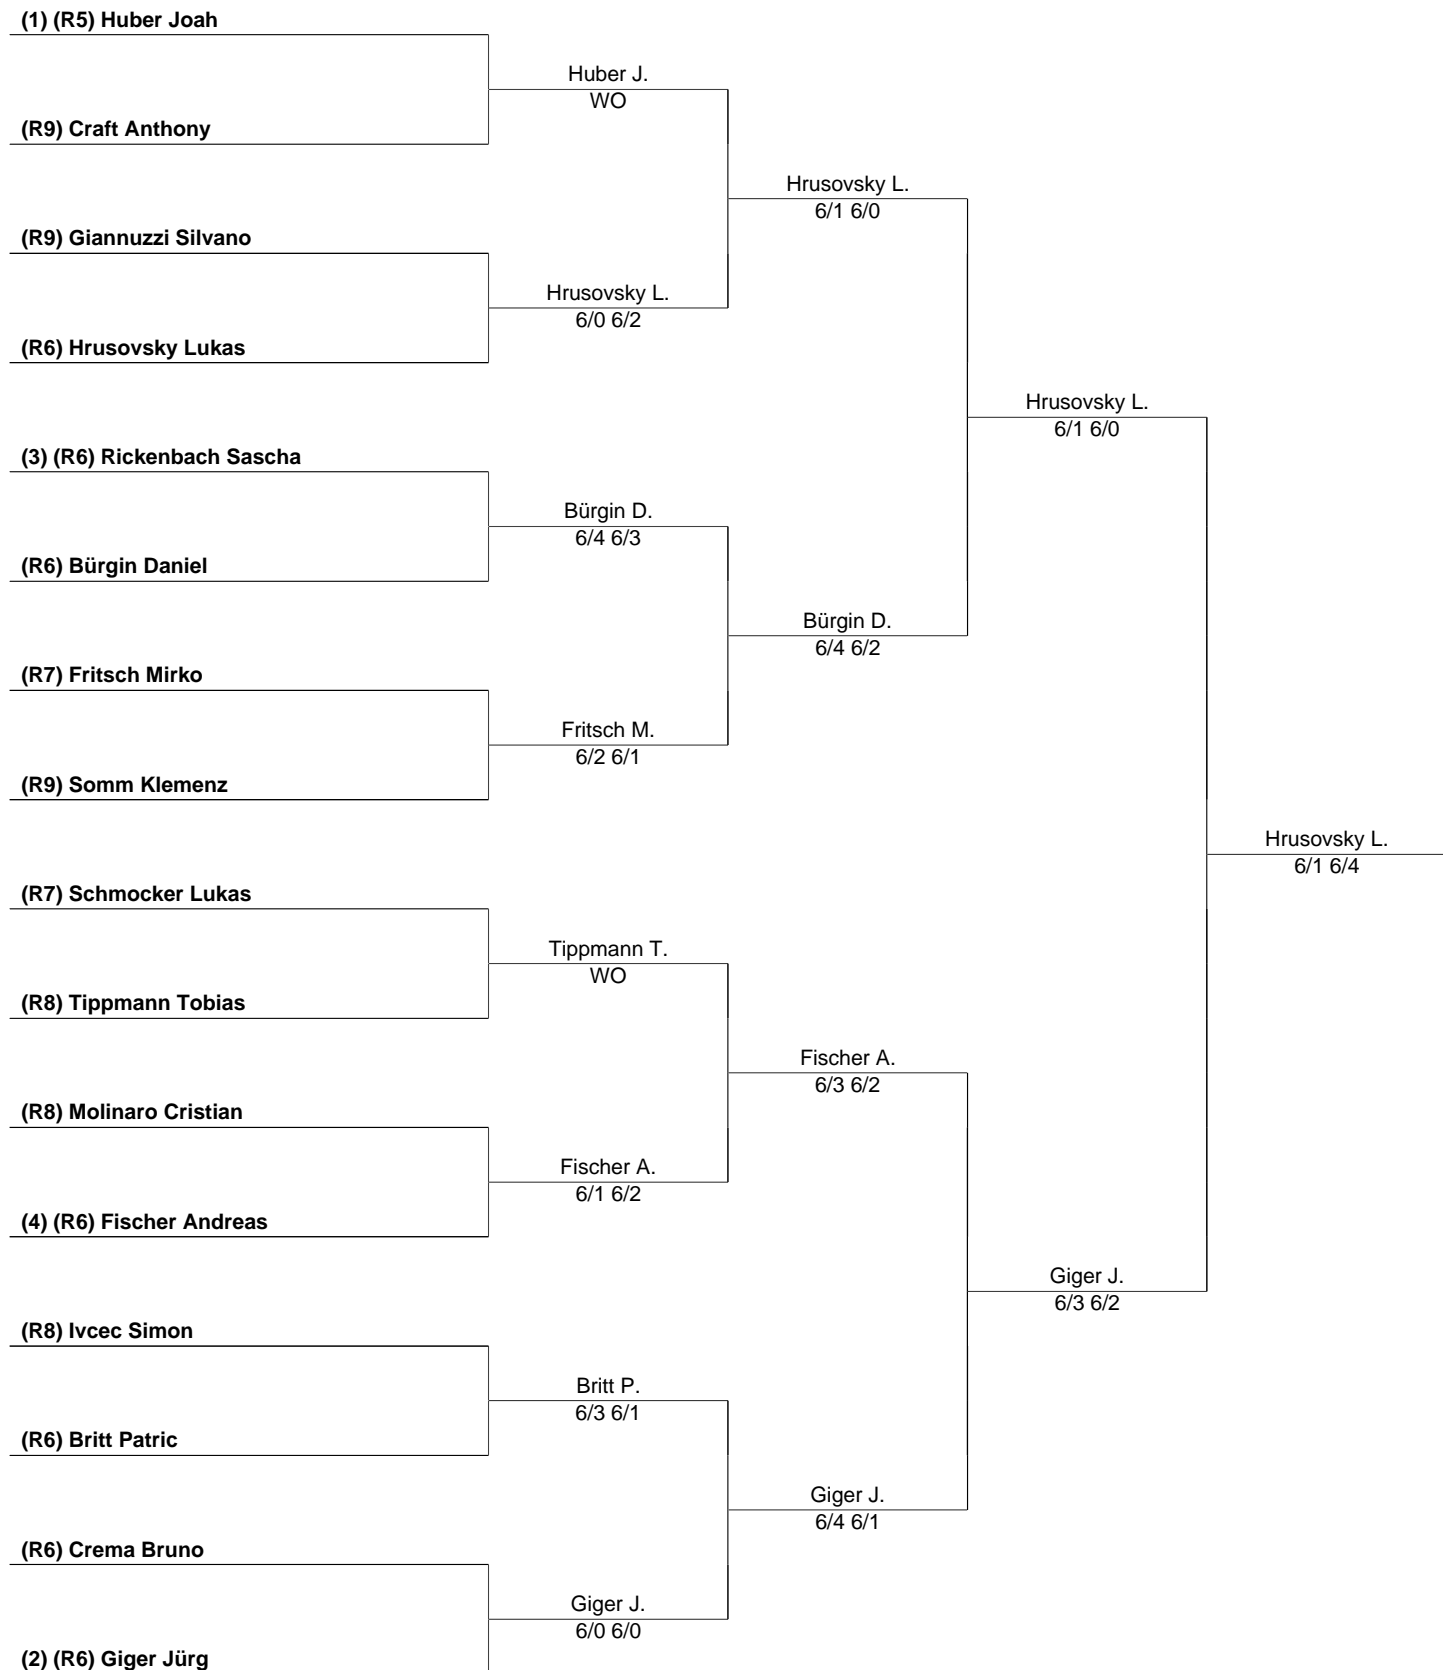 (1) (R5) Huber Joah
Huber J.
WO
(R9) Craft Anthony
Hrusovsky L.
6/1 6/0
(R9) Giannuzzi Silvano
Hrusovsky L.
6/0 6/2
(R6) Hrusovsky Lukas
Hrusovsky L.
6/1 6/0
(3) (R6) Rickenbach Sascha
Bürgin D.
6/4 6/3
(R6) Bürgin Daniel
Bürgin D.
6/4 6/2
(R7) Fritsch Mirko
Fritsch M.
6/2 6/1
(R9) Somm Klemenz
Hrusovsky L.
6/1 6/4
(R7) Schmocker Lukas
Tippmann T.
WO
(R8) Tippmann Tobias
Fischer A.
6/3 6/2
(R8) Molinaro Cristian
Fischer A.
6/1 6/2
(4) (R6) Fischer Andreas
Giger J.
6/3 6/2
(R8) Ivcec Simon
Britt P.
6/3 6/1
(R6) Britt Patric
Giger J.
6/4 6/1
(R6) Crema Bruno
Giger J.
6/0 6/0
(2) (R6) Giger Jürg